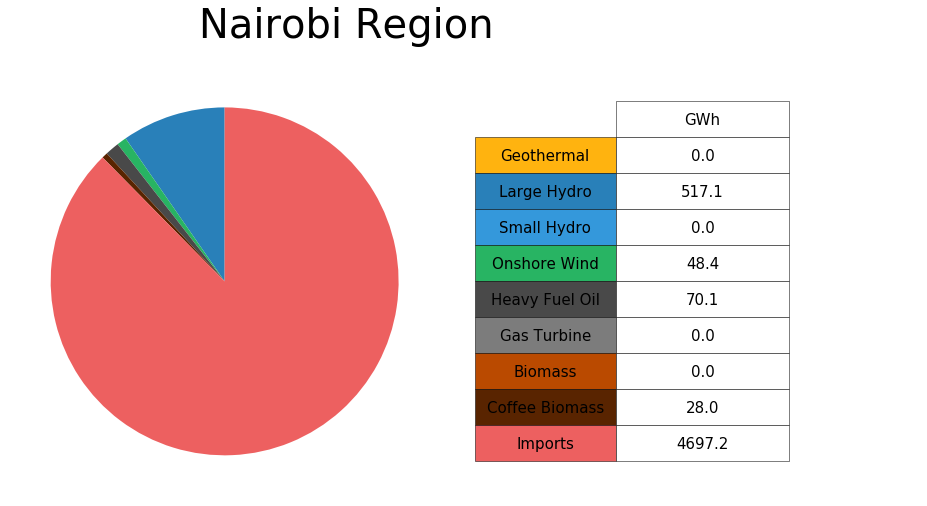 Nairobi Region
GWh
Geothermal 0.0
Large Hydro 517.1
Small Hydro 0.0
Onshore Wind 48.4
Heavy Fuel Oil 70.1
Gas Turbine 0.0
Biomass 0.0
Coffee Biomass 28.0
Imports 4697.2